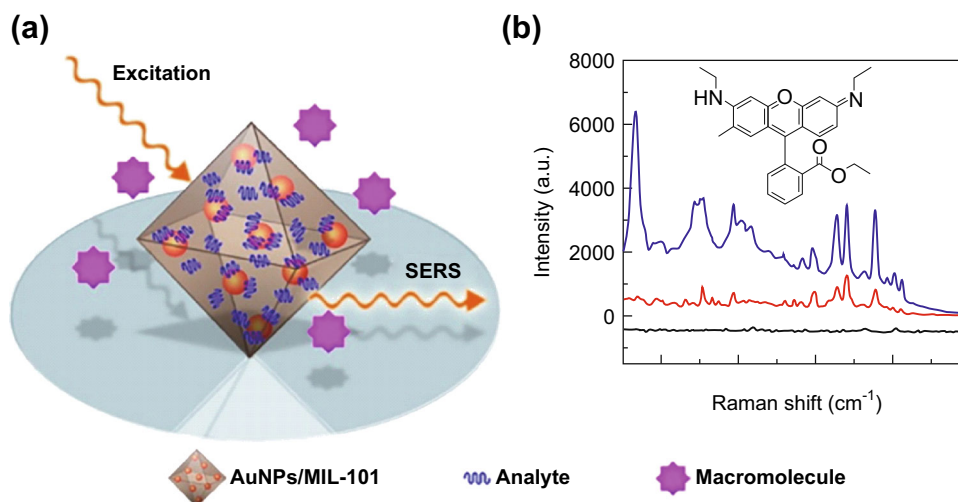 (a)
Excitation
SERS
AuNPs/MIL-101
Analyte
Macromolecule
(b)
8000
6000
4000
2000
0
Intensity (a.u.)
Raman shift (cm⁻¹)
HN
O
N
O
O